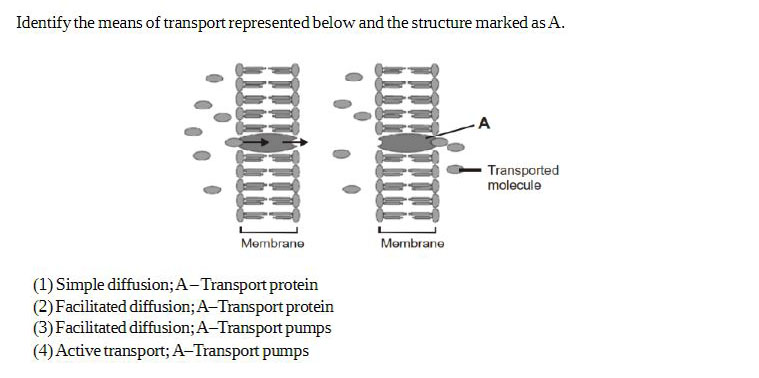 Identify the means of transport represented below and the structure marked as A.
A
Transported
molecule
Membrane
Membrane
(1) Simple diffusion; A–Transport protein
(2) Facilitated diffusion; A–Transport protein
(3) Facilitated diffusion; A–Transport pumps
(4) Active transport; A–Transport pumps